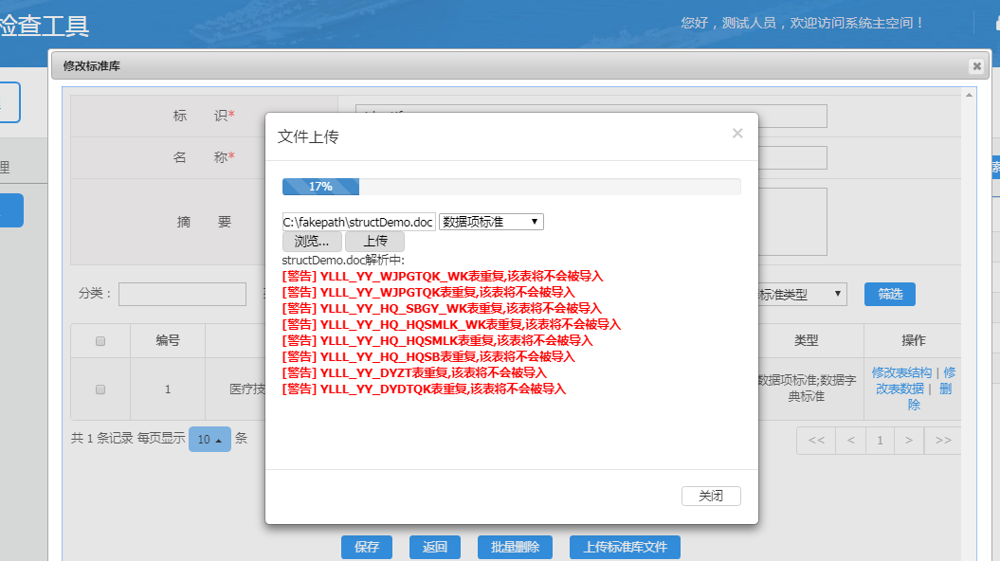 检查工具
您好，测试人员，欢迎访问系统主空间！
修改标准库
标 识*
名 称*
摘 要
理
文件上传
17%
C:\fakepath\structDemo.doc 数据项标准
浏览... 上传
structDemo.doc解析中:
[警告] YLLL_YY_WJPGTQK_WK表重复,该表将不会被导入
[警告] YLLL_YY_WJPGTQK表重复,该表将不会被导入
[警告] YLLL_YY_HQ_SBGY_WK表重复,该表将不会被导入
[警告] YLLL_YY_HQ_HQSMLK_WK表重复,该表将不会被导入
[警告] YLLL_YY_HQ_HQSMLK表重复,该表将不会被导入
[警告] YLLL_YY_HQ_HQSB表重复,该表将不会被导入
[警告] YLLL_YY_DYZT表重复,该表将不会被导入
[警告] YLLL_YY_DYDTQK表重复,该表将不会被导入
关闭
分类： 标准类型 筛选
编号 类型 操作
1 医疗技 数据项标准;数据字典标准 修改表结构 | 修改表数据 | 删除
共 1 条记录 每页显示 10 条 << < 1 > >>
保存 返回 批量删除 上传标准库文件